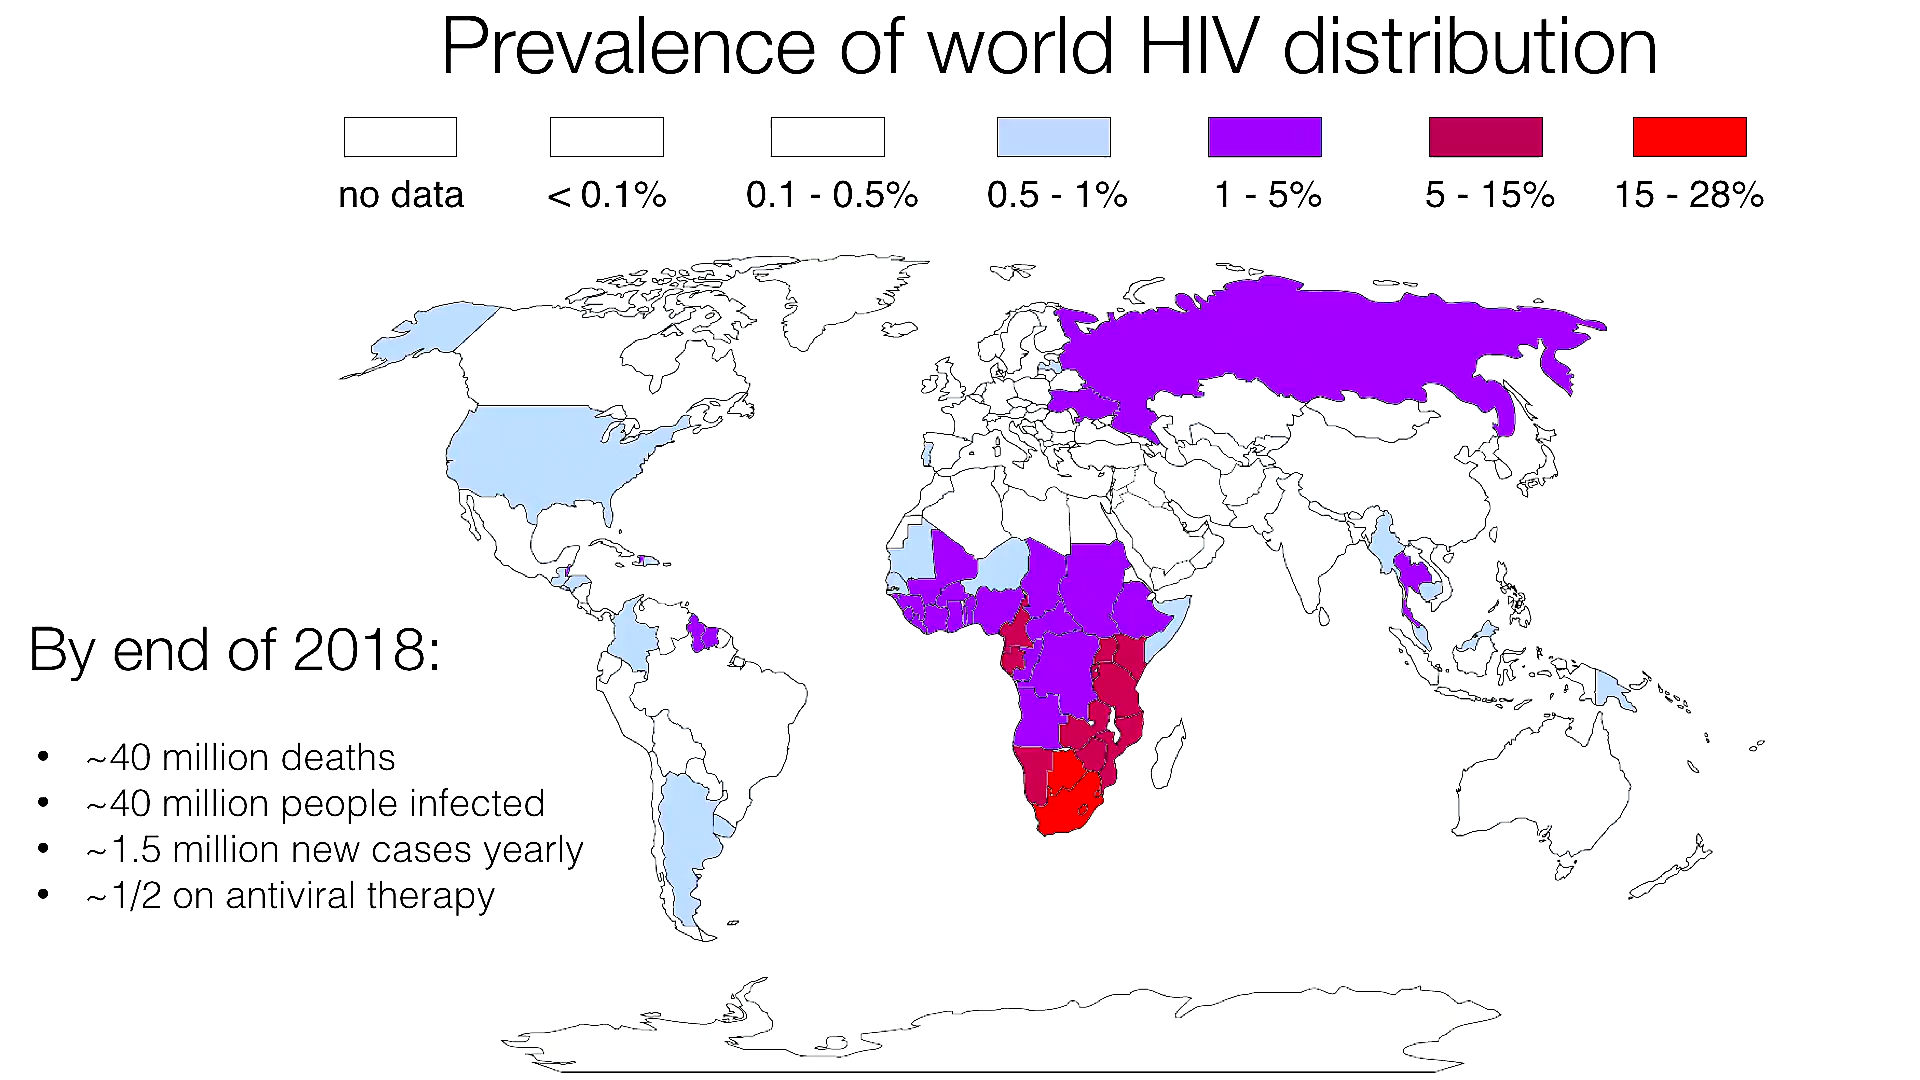 Prevalence of world HIV distribution
no data
< 0.1%
0.1 - 0.5%
0.5 - 1%
1 - 5%
5 - 15%
15 - 28%
By end of 2018:
• ~40 million deaths
• ~40 million people infected
• ~1.5 million new cases yearly
• ~1/2 on antiviral therapy